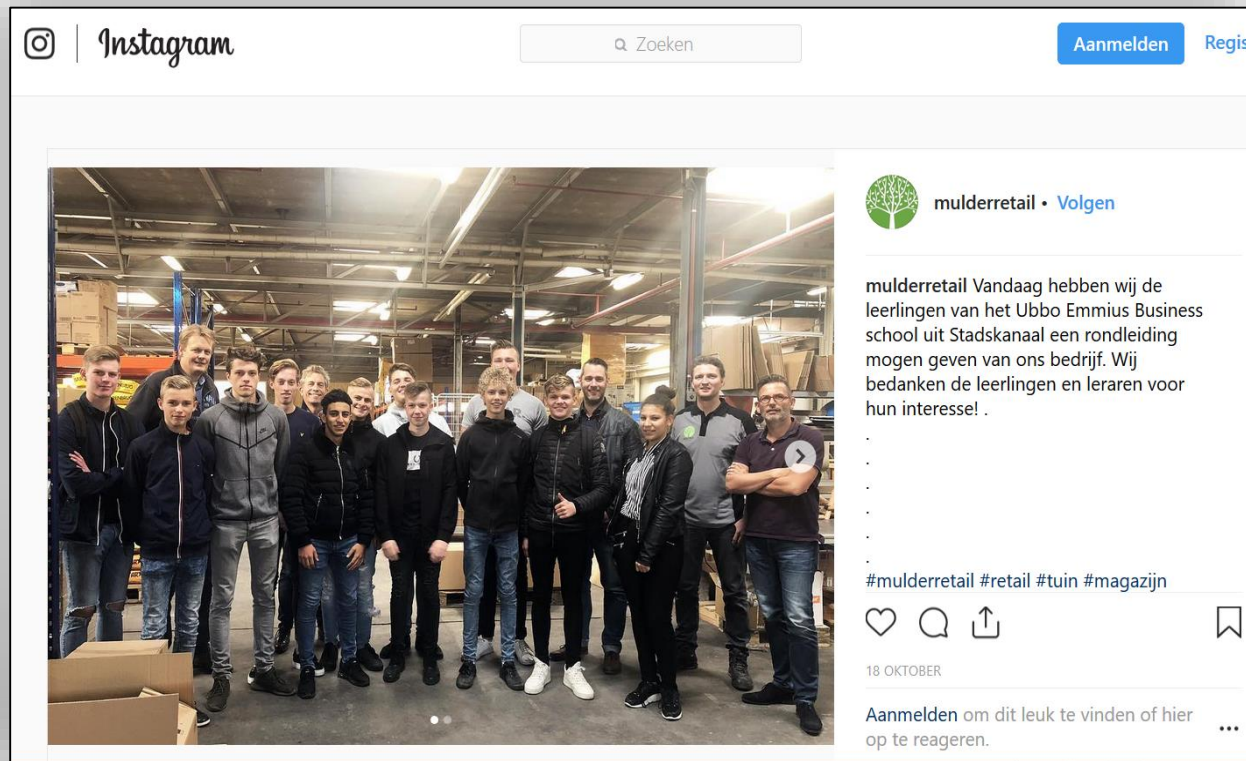 Instagram
Zoeken
Aanmelden
Regis
mulderretail • Volgen
mulderretail Vandaag hebben wij de
leerlingen van het Ubbo Emmius Business
school uit Stadskanaal een rondleiding
mogen geven van ons bedrijf. Wij
bedanken de leerlingen en leraren voor
hun interesse! .
.
.
.
.
.
.
#mulderretail #retail #tuin #magazijn
18 OKTOBER
Aanmelden om dit leuk te vinden of hier
op te reageren.